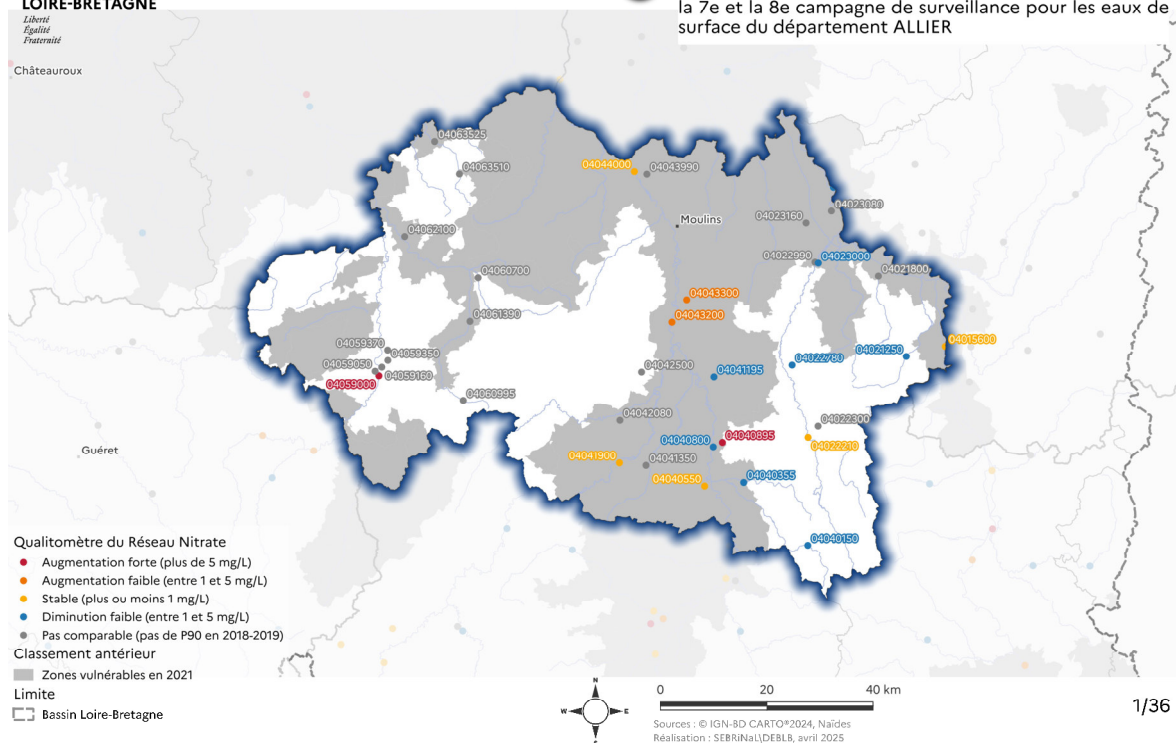 LOIRE-BRETAGNE
Liberté
Égalité
Fraternité
la 7e et la 8e campagne de surveillance pour les eaux de
surface du département ALLIER
Châteauroux
04063525
04063510
04044000
04043990
04023080
04023160
Moulins
04062100
04022990
04023000
04021800
04060700
04043300
04061390
04043200
04015600
04059370
04059350
04021250
04022780
04059050
04059160
04042500
04041195
04059000
04060995
04042080
04022300
04040895
04040800
04022210
Guéret
04041900
04041350
04040550
04040355
04040150
Qualitomètre du Réseau Nitrate
Augmentation forte (plus de 5 mg/L)
Augmentation faible (entre 1 et 5 mg/L)
Stable (plus ou moins 1 mg/L)
Diminution faible (entre 1 et 5 mg/L)
Pas comparable (pas de P90 en 2018-2019)
Classement antérieur
Zones vulnérables en 2021
Limite
Bassin Loire-Bretagne
N
W
E
S
0 20 40 km
Sources : © IGN-BD CARTO®2024, Naïdes
Réalisation : SEBRiNaL\DEBLB, avril 2025
1/36